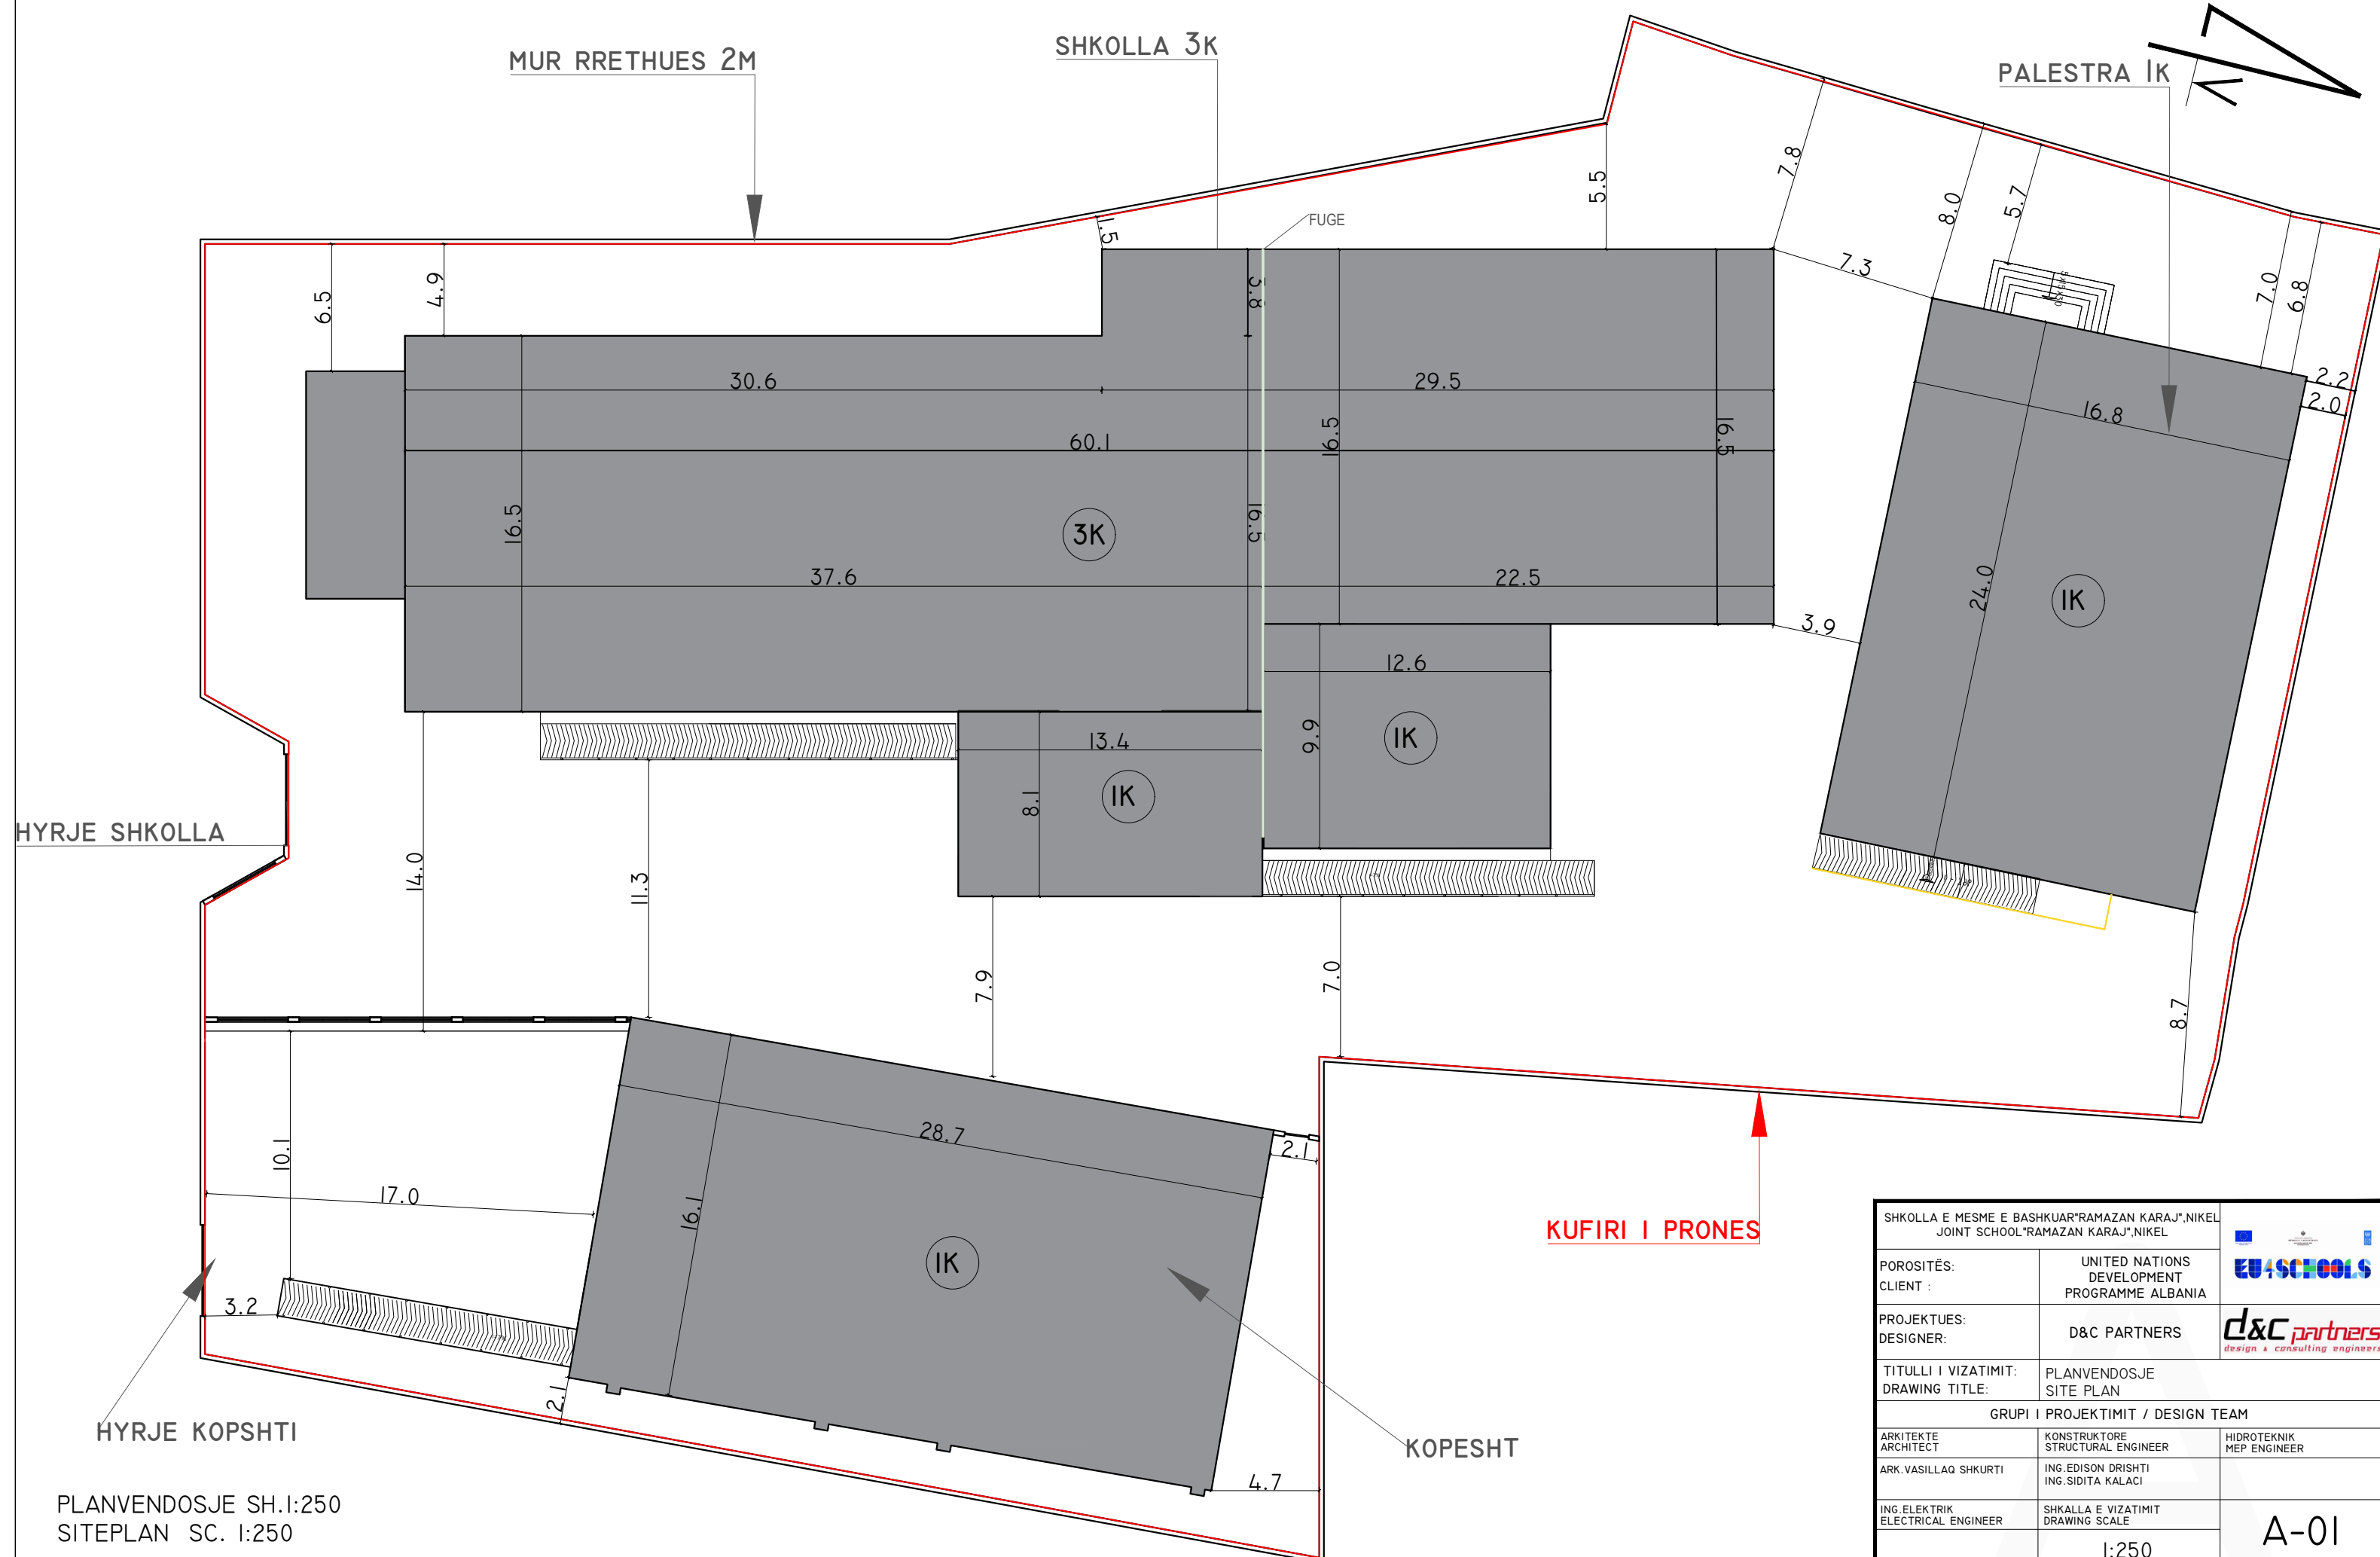 MUR RRETHUES 2M
SHKOLLA 3K
PALESTRA 1K
FUGE
1.5
5.5
7.8
8.0
5.7
7.0
6.8
6.5
4.9
3.8
7.3
2.2
2.0
30.6
29.5
16.8
60.1
16.5
16.5
16.5
16.5
3K
37.6
22.5
24.0
1K
3.9
12.6
13.4
9.9
1K
8.1
1K
HYRJE SHKOLLA
14.0
11.3
7.9
7.0
8.7
10.1
28.7
2.1
17.0
16.1
1K
3.2
2.1
4.7
KUFIRI I PRONES
HYRJE KOPSHTI
KOPESHT
PLANVENDOSJE SH.1:250
SITEPLAN SC. 1:250
SHKOLLA E MESME E BASHKUAR"RAMAZAN KARAJ",NIKEL
JOINT SCHOOL"RAMAZAN KARAJ",NIKEL
EU4SCHOOLS
POROSITËS:
CLIENT :
UNITED NATIONS
DEVELOPMENT
PROGRAMME ALBANIA
PROJEKTUES:
DESIGNER:
D&C PARTNERS
d&c partners
design & consulting engineers
TITULLI I VIZATIMIT:
DRAWING TITLE:
PLANVENDOSJE
SITE PLAN
GRUPI I PROJEKTIMIT / DESIGN TEAM
ARKITEKTE
ARCHITECT
KONSTRUKTORE
STRUCTURAL ENGINEER
HIDROTEKNIK
MEP ENGINEER
ARK.VASILLAQ SHKURTI
ING.EDISON DRISHTI
ING.SIDITA KALACI
ING.ELEKTRIK
ELECTRICAL ENGINEER
SHKALLA E VIZATIMIT
DRAWING SCALE
1:250
A-01